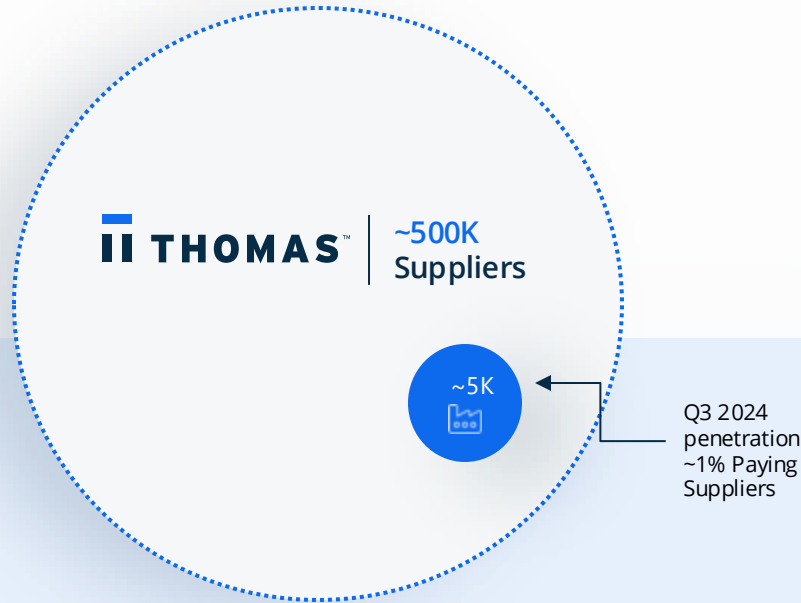 THOMAS™
~500K
Suppliers
~5K
Q3 2024
penetration
~1% Paying
Suppliers